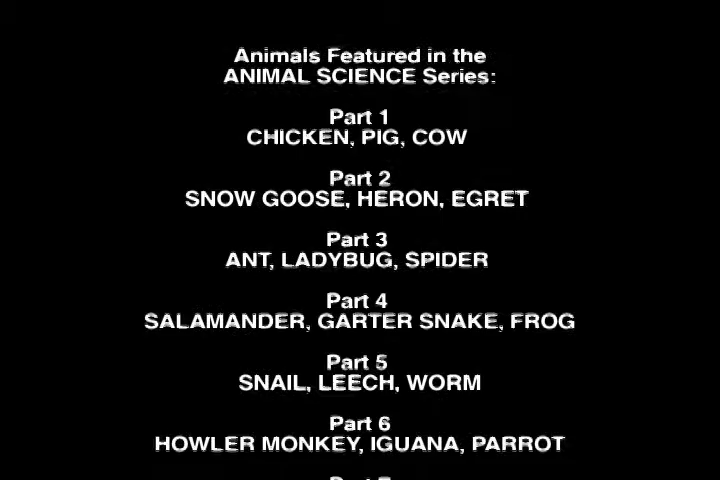 Animals Featured in the
ANIMAL SCIENCE Series:
Part 1
CHICKEN, PIG, COW
Part 2
SNOW GOOSE, HERON, EGRET
Part 3
ANT, LADYBUG, SPIDER
Part 4
SALAMANDER, GARTER SNAKE, FROG
Part 5
SNAIL, LEECH, WORM
Part 6
HOWLER MONKEY, IGUANA, PARROT